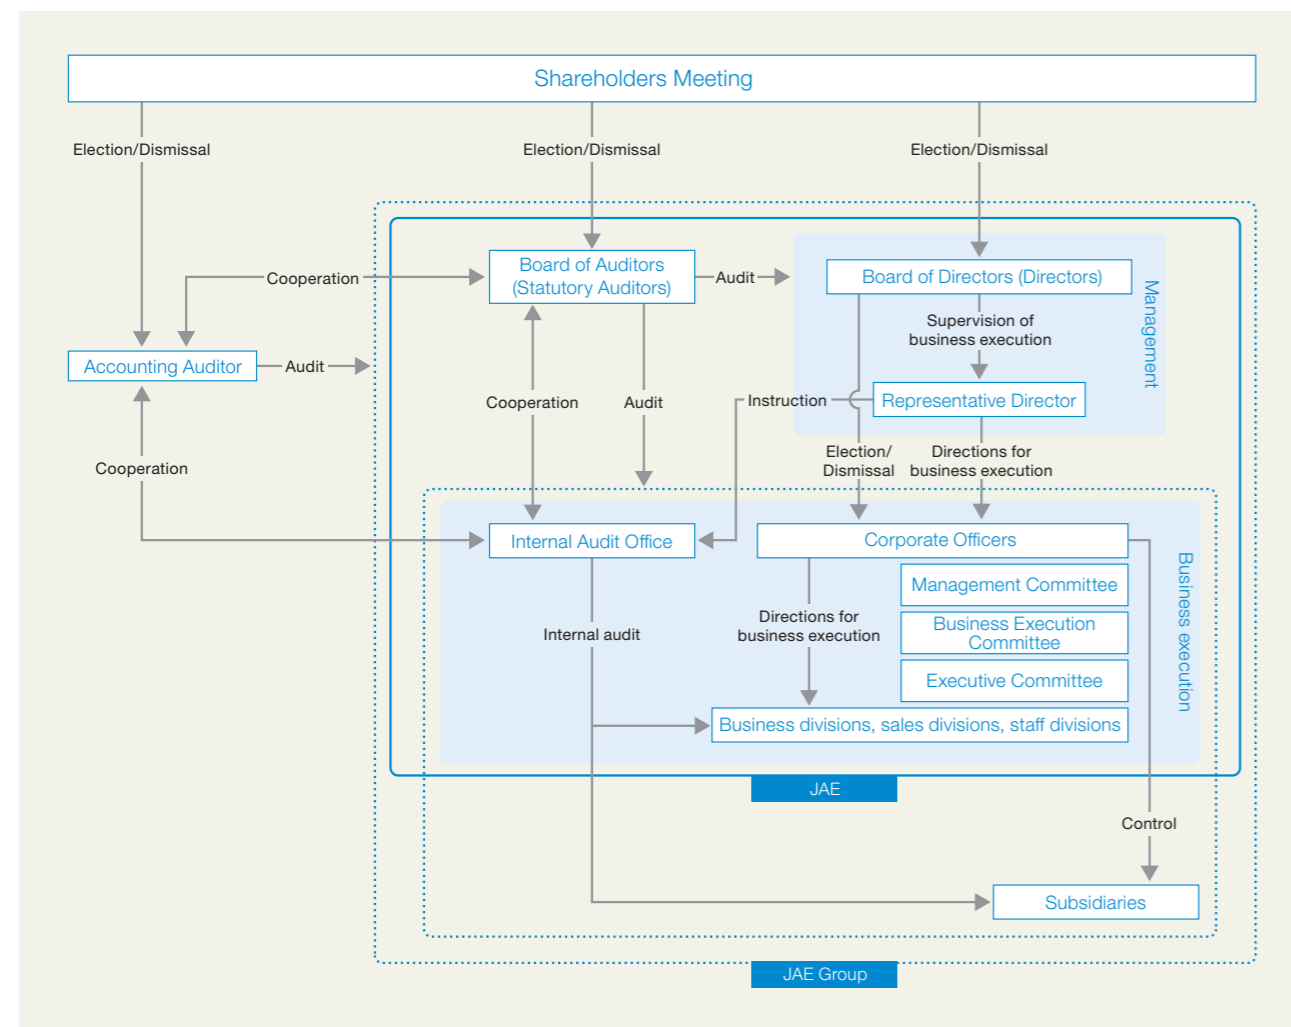 Shareholders Meeting
Election/Dismissal
Election/Dismissal
Election/Dismissal
Cooperation
Board of Auditors
(Statutory Auditors)
Audit
Board of Directors (Directors)
Management
Supervision of
business execution
Accounting Auditor
Audit
Cooperation
Audit
Instruction
Representative Director
Cooperation
Election/
Dismissal
Directions for
business execution
Internal Audit Office
Corporate Officers
Business execution
Management Committee
Directions for
business execution
Internal audit
Business Execution
Committee
Executive Committee
Business divisions, sales divisions, staff divisions
JAE
Control
Subsidiaries
JAE Group